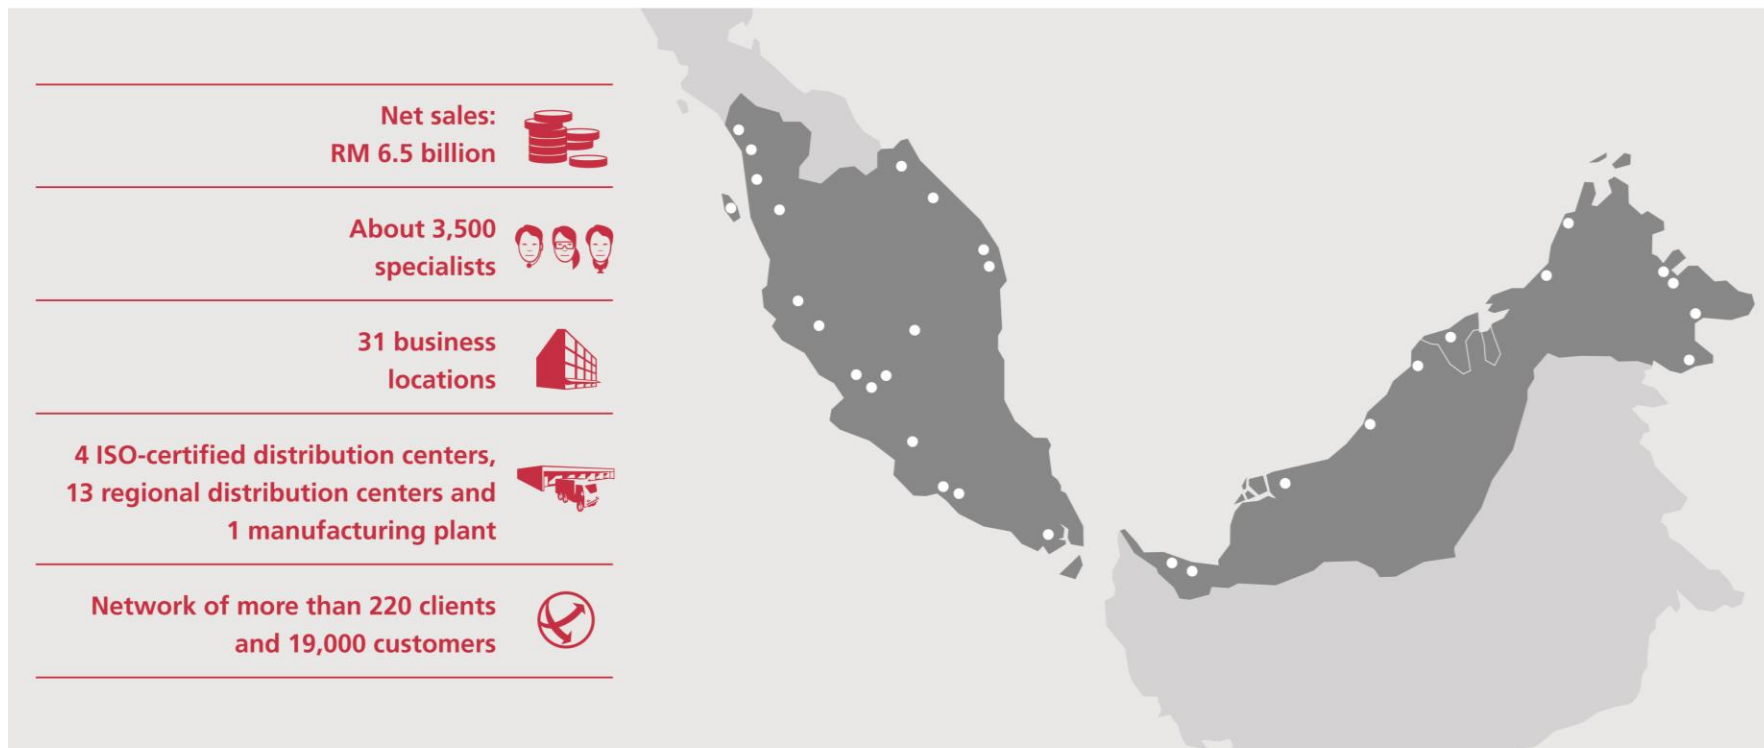 Net sales:
RM 6.5 billion
About 3,500
specialists
31 business
locations
4 ISO-certified distribution centers,
13 regional distribution centers and
1 manufacturing plant
Network of more than 220 clients
and 19,000 customers